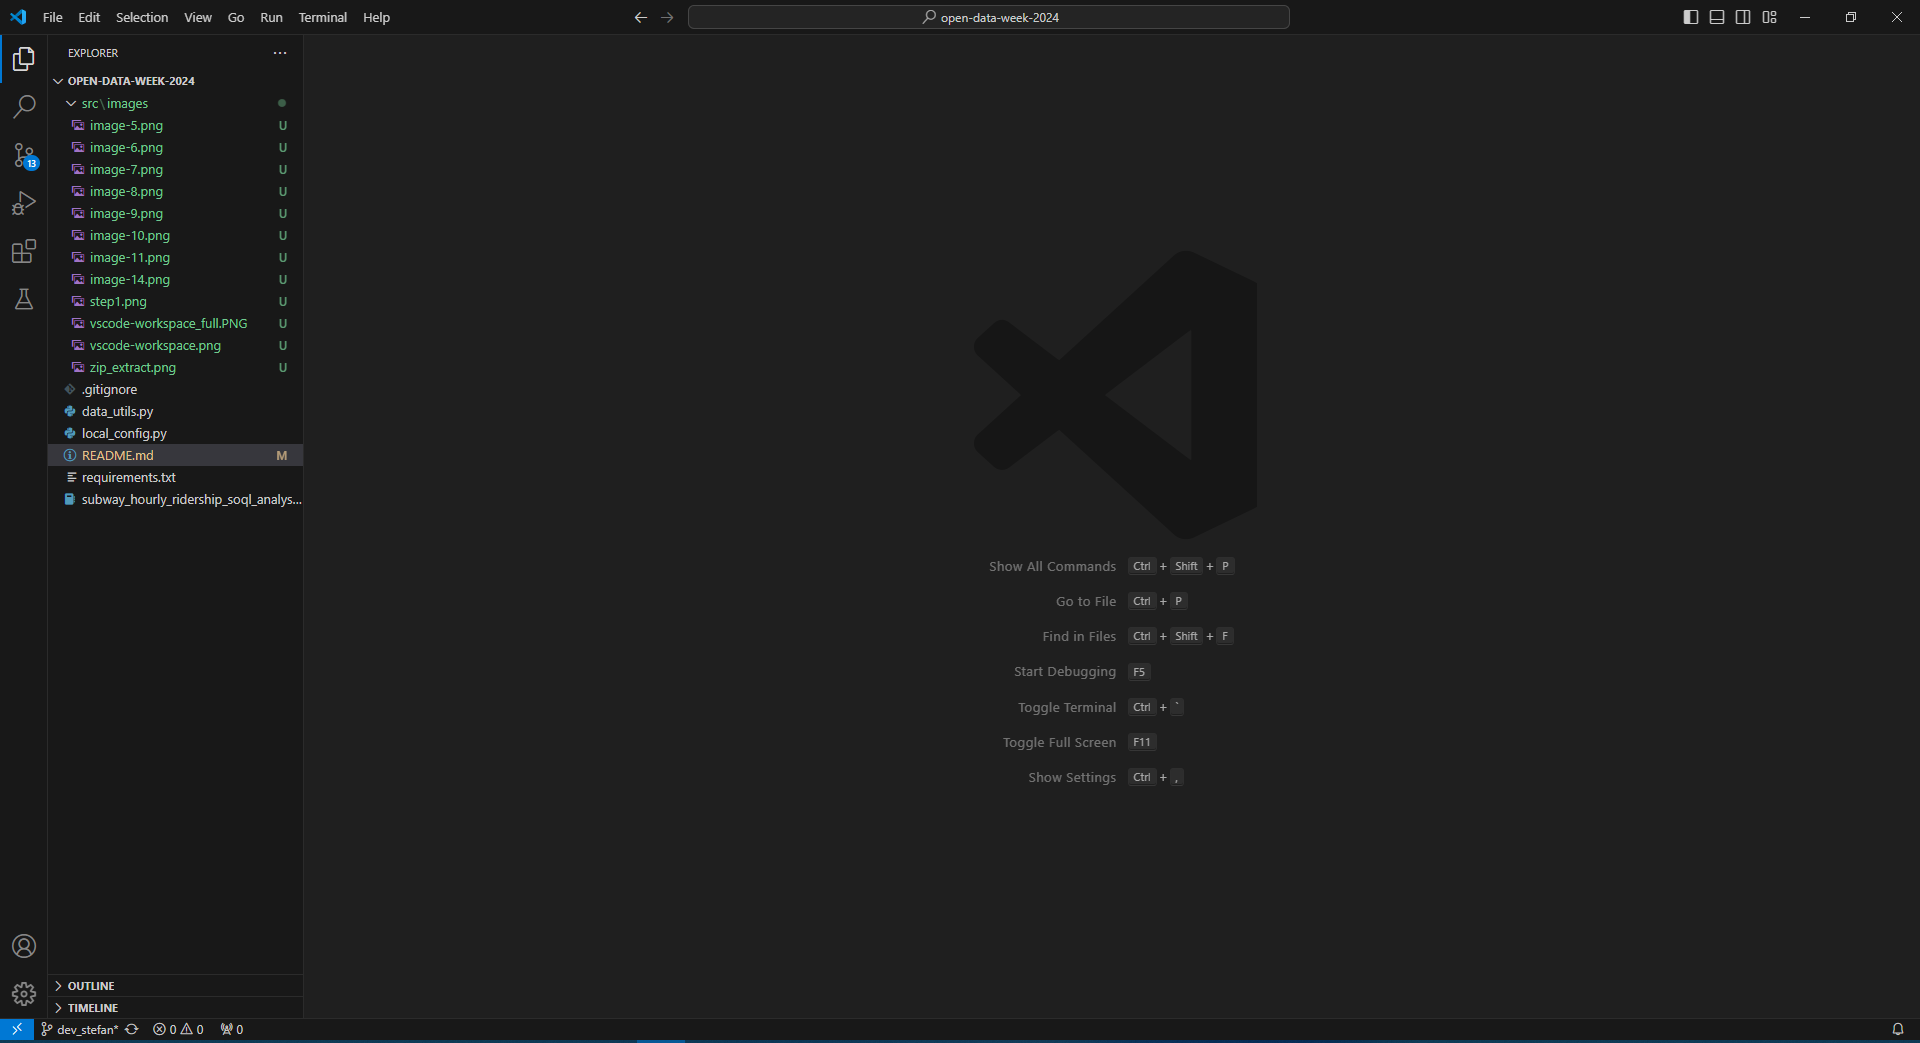 File Edit Selection View Go Run Terminal Help
open-data-week-2024
EXPLORER
OPEN-DATA-WEEK-2024
src\images
image-5.png U
image-6.png U
image-7.png U
image-8.png U
image-9.png U
image-10.png U
image-11.png U
image-14.png U
step1.png U
vscode-workspace_full.PNG U
vscode-workspace.png U
zip_extract.png U
.gitignore
data_utils.py
local_config.py
README.md M
requirements.txt
subway_hourly_ridership_soql_analys...
13
Show All Commands Ctrl + Shift + P
Go to File Ctrl + P
Find in Files Ctrl + Shift + F
Start Debugging F5
Toggle Terminal Ctrl + `
Toggle Full Screen F11
Show Settings Ctrl + ,
OUTLINE
TIMELINE
dev_stefan* 0 0 0